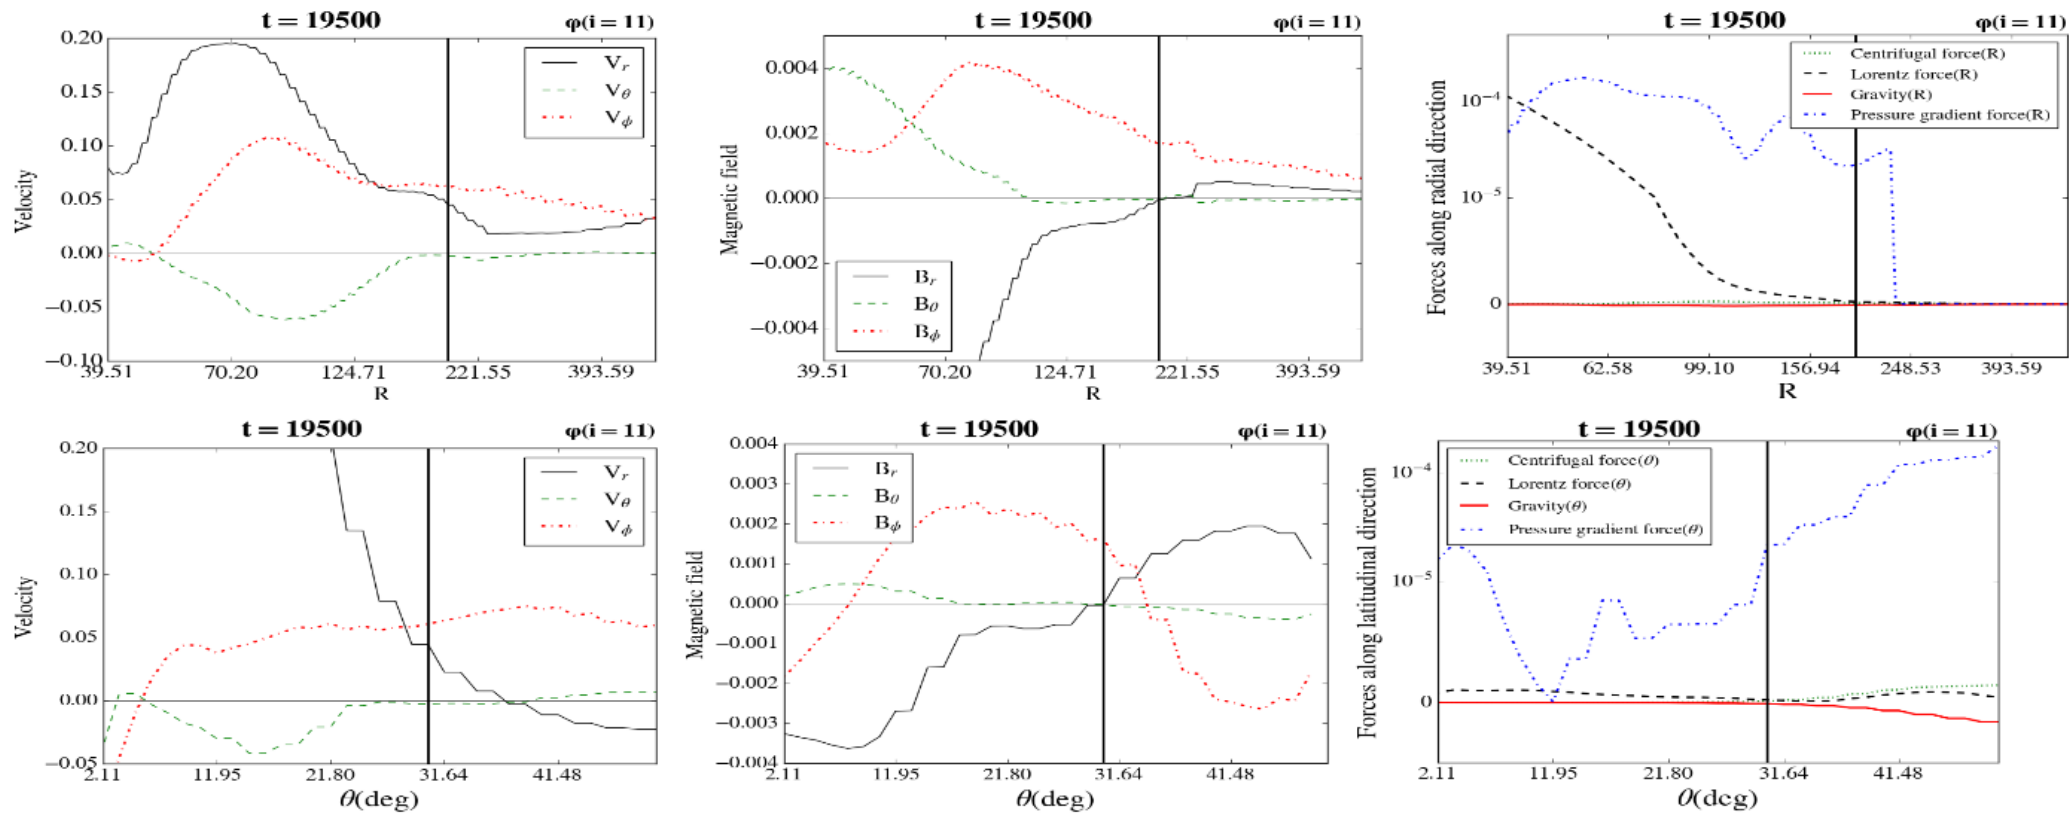 t = 19500
φ(i = 11)
0.20
0.15
0.10
0.05
0.00
−0.05
−0.10
Velocity
V_r
V_θ
V_ϕ
39.51
70.20
124.71
221.55
393.59
R
t = 19500
φ(i = 11)
0.004
0.002
0.000
−0.002
−0.004
Magnetic field
B_r
B_θ
B_ϕ
39.51
70.20
124.71
221.55
393.59
R
t = 19500
φ(i = 11)
10^−4
10^−5
0
Forces along radial direction
Centrifugal force(R)
Lorentz force(R)
Gravity(R)
Pressure gradient force(R)
39.51
62.58
99.10
156.94
248.53
393.59
R
t = 19500
φ(i = 11)
0.20
0.15
0.10
0.05
0.00
−0.05
Velocity
V_r
V_θ
V_ϕ
2.11
11.95
21.80
31.64
41.48
θ(deg)
t = 19500
φ(i = 11)
0.004
0.003
0.002
0.001
0.000
−0.001
−0.002
−0.003
−0.004
Magnetic field
B_r
B_θ
B_ϕ
2.11
11.95
21.80
31.64
41.48
θ(deg)
t = 19500
φ(i = 11)
10^−4
10^−5
0
Forces along latitudinal direction
Centrifugal force(θ)
Lorentz force(θ)
Gravity(θ)
Pressure gradient force(θ)
2.11
11.95
21.80
31.64
41.48
θ(deg)